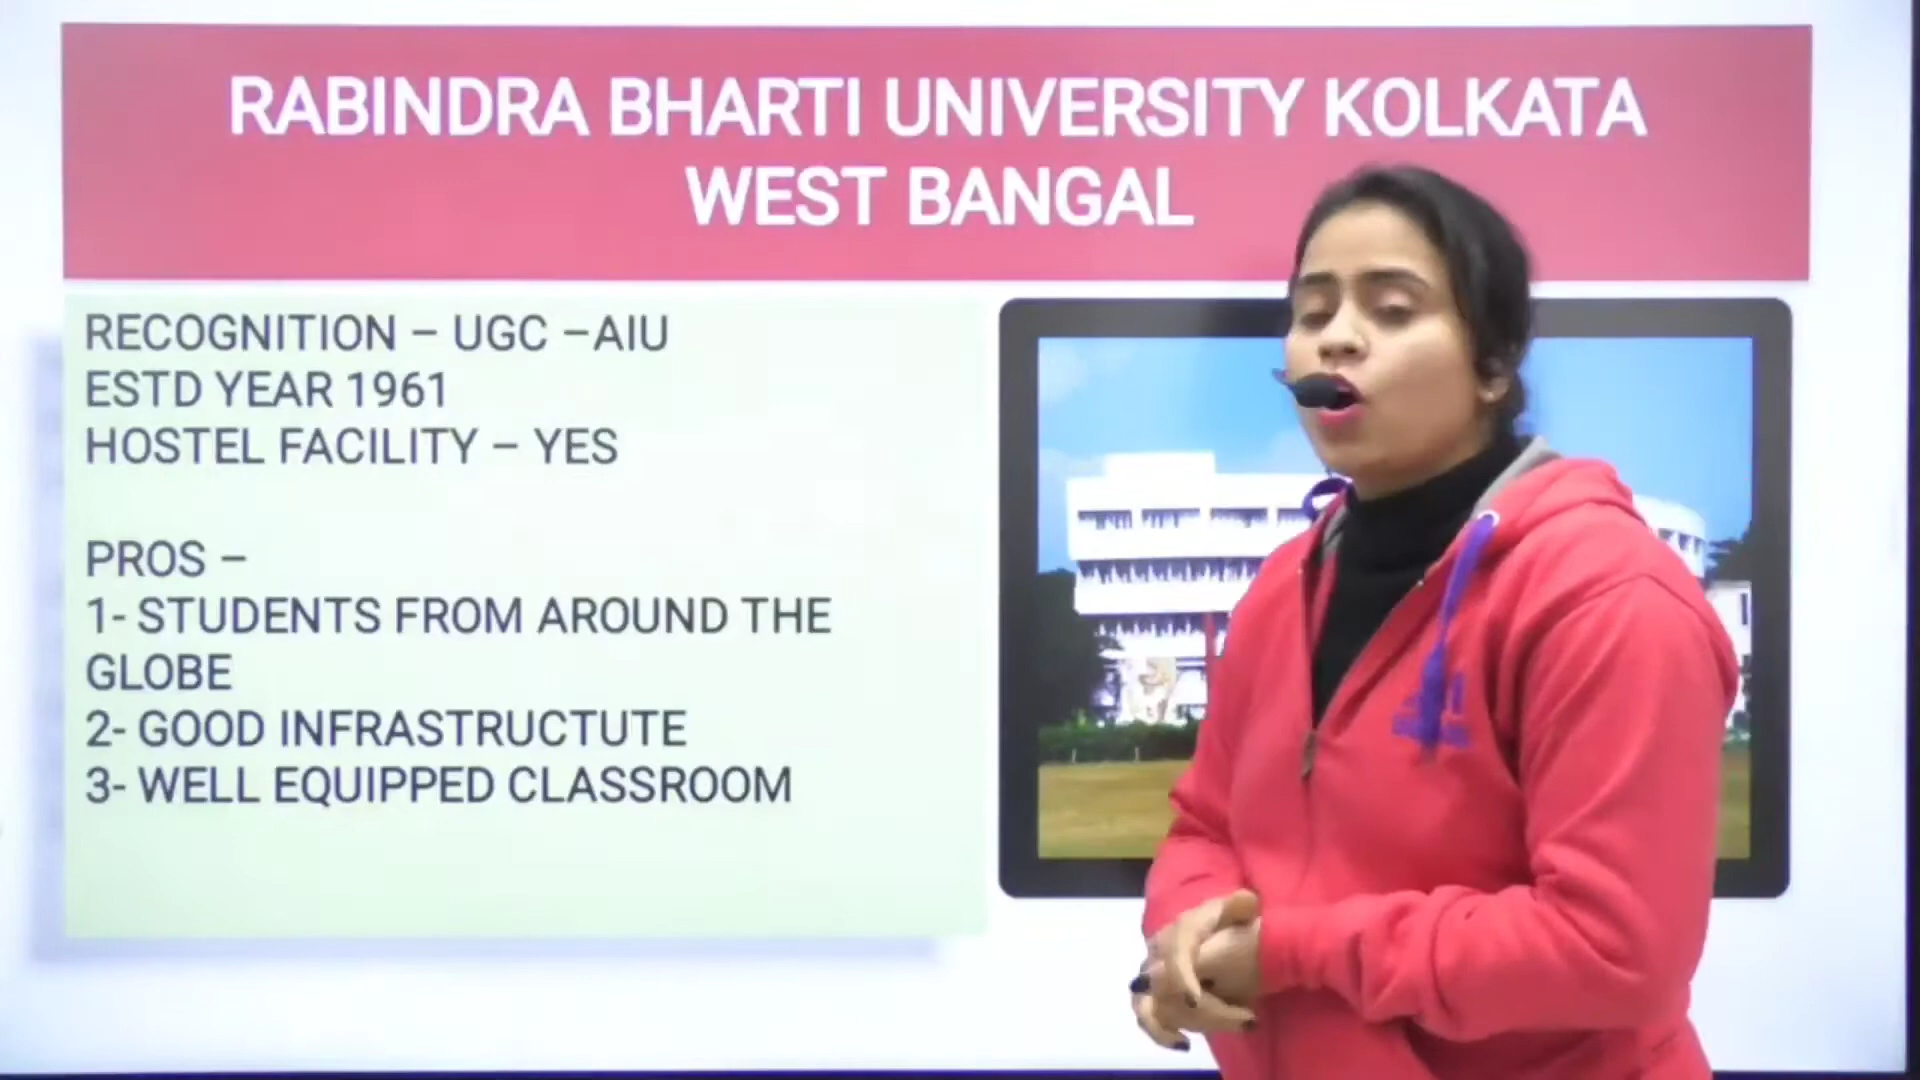 RABINDRA BHARTI UNIVERSITY KOLKATA
WEST BANGAL
RECOGNITION – UGC –AIU
ESTD YEAR 1961
HOSTEL FACILITY – YES
PROS –
1- STUDENTS FROM AROUND THE
GLOBE
2- GOOD INFRASTRUCTUTE
3- WELL EQUIPPED CLASSROOM